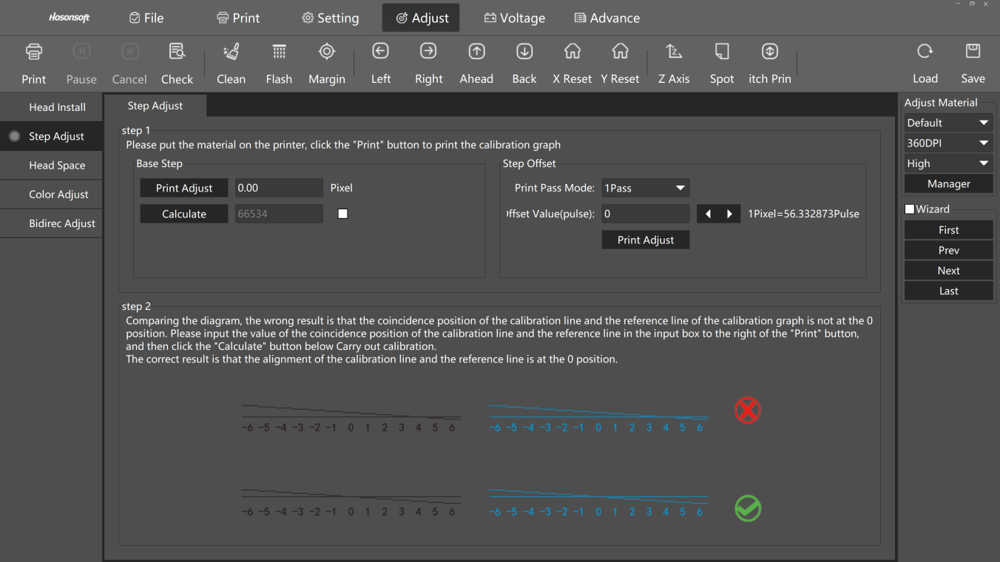 Hosonsoft File Print Setting Adjust Voltage Advance
Print Pause Cancel Check Clean Flash Margin Left Right Ahead Back X Reset Y Reset Z Axis Spot itch Prin Load Save
Head Install
Step Adjust
Head Space
Color Adjust
Bidirec Adjust
Step Adjust
step 1
Please put the material on the printer, click the "Print" button to print the calibration graph
Base Step
Print Adjust 0.00 Pixel
Calculate 66534
Step Offset
Print Pass Mode: 1Pass
ffset Value(pulse): 0 1Pixel=56.332873Pulse
Print Adjust
step 2
Comparing the diagram, the wrong result is that the coincidence position of the calibration line and the reference line of the calibration graph is not at the 0
position. Please input the value of the coincidence position of the calibration line and the reference line in the input box to the right of the "Print" button,
and then click the "Calculate" button below Carry out calibration.
The correct result is that the alignment of the calibration line and the reference line is at the 0 position.
-6 -5 -4 -3 -2 -1 0 1 2 3 4 5 6
-6 -5 -4 -3 -2 -1 0 1 2 3 4 5 6
-6 -5 -4 -3 -2 -1 0 1 2 3 4 5 6
-6 -5 -4 -3 -2 -1 0 1 2 3 4 5 6
Adjust Material
Default
360DPI
High
Manager
Wizard
First
Prev
Next
Last